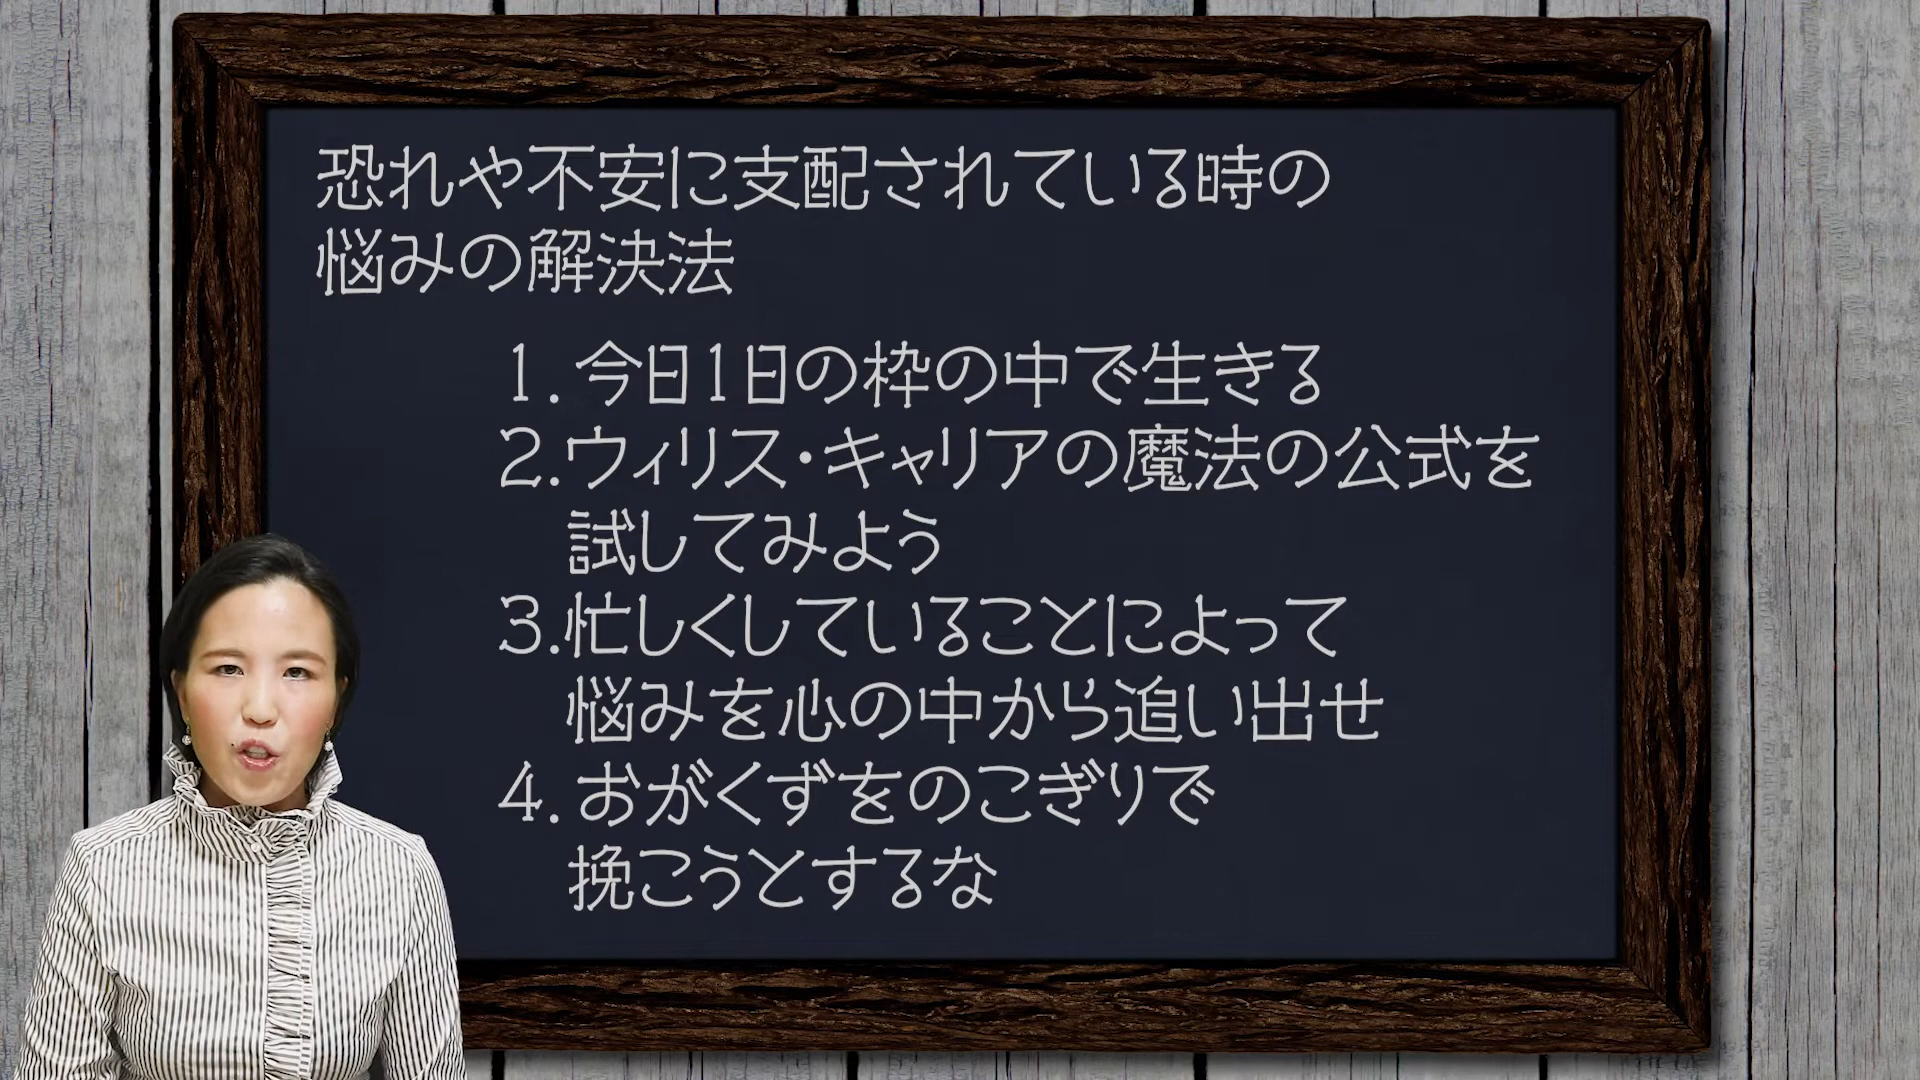 恐れや不安に支配されている時の
悩みの解決法
1. 今日1日の枠の中で生きる
2.ウィリス・キャリアの魔法の公式を
試してみよう
3.忙しくしていることによって
悩みを心の中から追い出せ
4. おがくずをのこぎりで
挽こうとするな